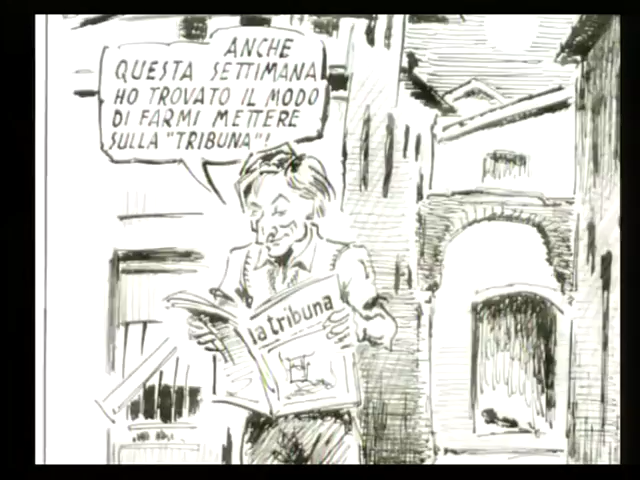 ANCHE
QUESTA SETTIMANA
HO TROVATO IL MODO
DI FARMI METTERE
SULLA "TRIBUNA"!
la tribuna